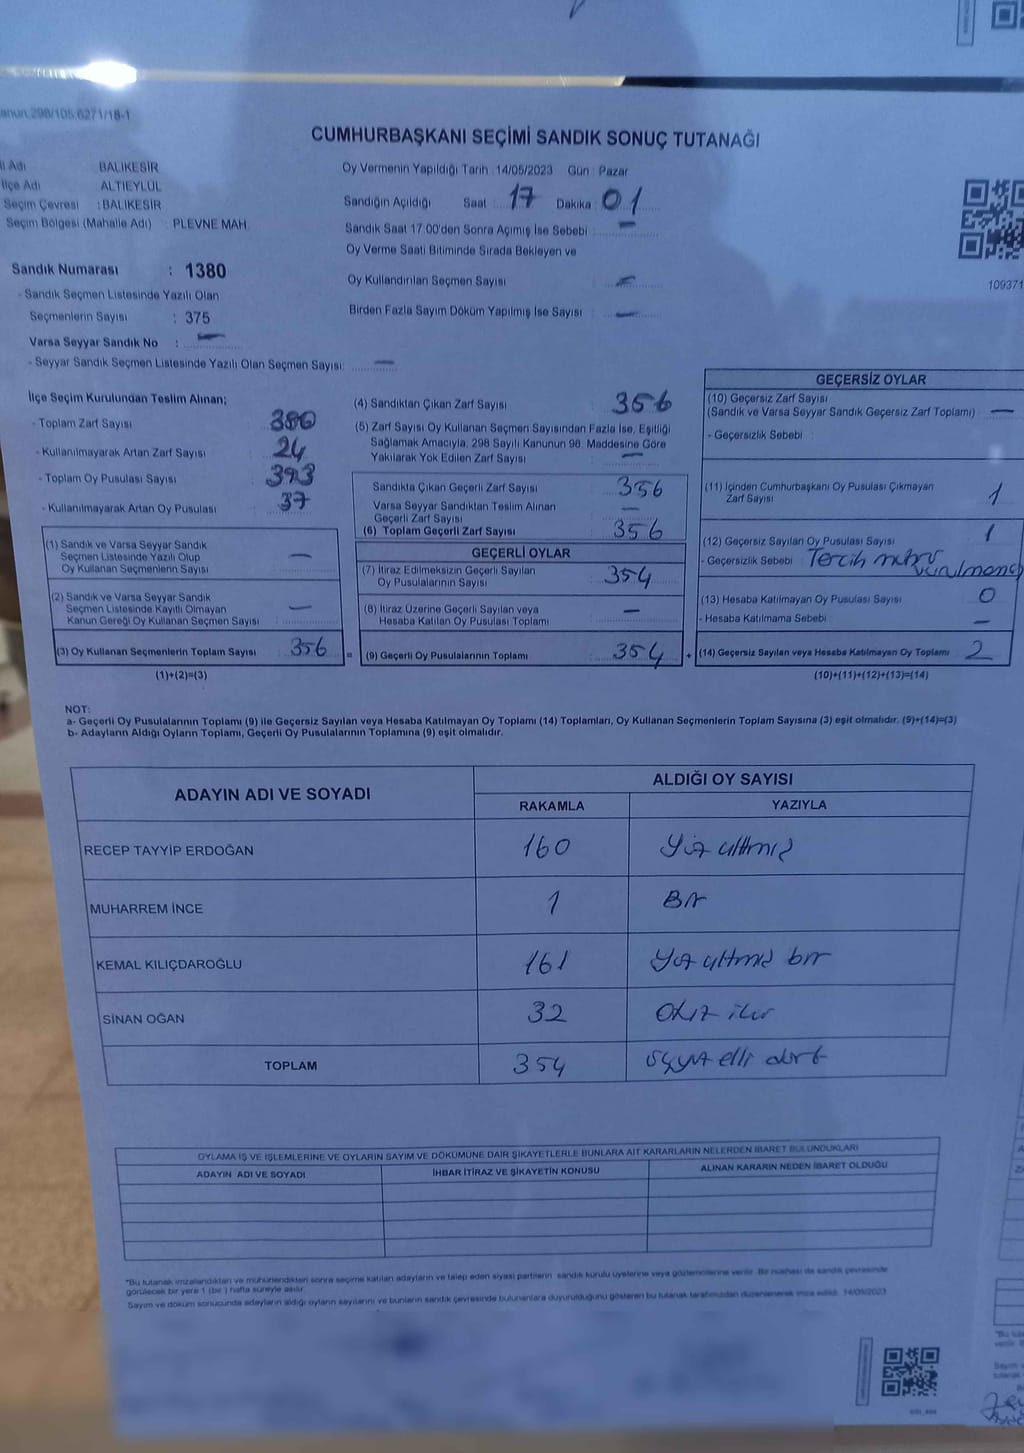 CUMHURBAŞKANI SEÇİMİ SANDIK SONUÇ TUTANAĞI
İl Adı BALIKESİR
İlçe Adı ALTIEYLÜL
Seçim Çevresi : BALIKESİR
Seçim Bölgesi (Mahalle Adı) PLEVNE MAH.
Sandık Numarası : 1380
- Sandık Seçmen Listesinde Yazılı Olan
Seçmenlerin Sayısı : 375
Varsa Seyyar Sandık No : —
- Seyyar Sandık Seçmen Listesinde Yazılı Olan Seçmen Sayısı: —
Oy Vermenin Yapıldığı Tarih : 14/05/2023 Gün : Pazar
Sandığın Açıldığı Saat 17 Dakika : 01
Sandık Saat 17.00'den Sonra Açılmış İse Sebebi : —
Oy Verme Saati Bitiminde Sırada Bekleyen ve
Oy Kullandırılan Seçmen Sayısı —
Birden Fazla Sayım Döküm Yapılmış İse Sayısı : —
109371
İlçe Seçim Kurulundan Teslim Alınan;
- Toplam Zarf Sayısı : 380
- Kullanılmayarak Artan Zarf Sayısı : 24
- Toplam Oy Pusulası Sayısı : 393
- Kullanılmayarak Artan Oy Pusulası : 37
(1) Sandık ve Varsa Seyyar Sandık
Seçmen Listesinde Yazılı Olup
Oy Kullanan Seçmenlerin Sayısı : —
(2) Sandık ve Varsa Seyyar Sandık
Seçmen Listesinde Kayıtlı Olmayan
Kanun Gereği Oy Kullanan Seçmen Sayısı : —
(3) Oy Kullanan Seçmenlerin Toplam Sayısı : 356 =
(1)+(2)=(3)
(4) Sandıktan Çıkan Zarf Sayısı : 356
(5) Zarf Sayısı Oy Kullanan Seçmen Sayısından Fazla İse, Eşitliği
Sağlamak Amacıyla, 298 Sayılı Kanunun 98. Maddesine Göre
Yakılarak Yok Edilen Zarf Sayısı : —
Sandıkta Çıkan Geçerli Zarf Sayısı : 356
Varsa Seyyar Sandıktan Teslim Alınan
Geçerli Zarf Sayısı : —
(6) Toplam Geçerli Zarf Sayısı : 356
GEÇERLİ OYLAR
(7) İtiraz Edilmeksizin Geçerli Sayılan
Oy Pusulalarının Sayısı : 354
(8) İtiraz Üzerine Geçerli Sayılan veya
Hesaba Katılan Oy Pusulası Toplamı : —
(9) Geçerli Oy Pusulalarının Toplamı : 354 +
GEÇERSİZ OYLAR
(10) Geçersiz Zarf Sayısı
(Sandık ve Varsa Seyyar Sandık Geçersiz Zarf Toplamı) : —
- Geçersizlik Sebebi :
(11) İçinden Cumhurbaşkanı Oy Pusulası Çıkmayan
Zarf Sayısı 1
(12) Geçersiz Sayılan Oy Pusulası Sayısı : 1
- Geçersizlik Sebebi : Tercih mührü
(13) Hesaba Katılmayan Oy Pusulası Sayısı : 0
- Hesaba Katılmama Sebebi : —
(14) Geçersiz Sayılan veya Hesaba Katılmayan Oy Toplamı : 2
(10)+(11)+(12)+(13)=(14)
NOT:
a- Geçerli Oy Pusulalarının Toplamı (9) ile Geçersiz Sayılan veya Hesaba Katılmayan Oy Toplamı (14) Toplamları, Oy Kullanan Seçmenlerin Toplam Sayısına (3) eşit olmalıdır. (9)+(14)=(3)
b- Adayların Aldığı Oyların Toplamı, Geçerli Oy Pusulalarının Toplamına (9) eşit olmalıdır.
ADAYIN ADI VE SOYADI ALDIĞI OY SAYISI
RAKAMLA YAZIYLA
RECEP TAYYİP ERDOĞAN 160 yüz altmış
MUHARREM İNCE 1 Bir
KEMAL KILIÇDAROĞLU 161 yüz altmış bir
SİNAN OĞAN 32 Otuz iki
TOPLAM 354 üçyüz elli dört
OYLAMA İŞ VE İŞLEMLERİNE VE OYLARIN SAYIM VE DÖKÜMÜNE DAİR ŞİKAYETLERLE BUNLARA AİT KARARLARIN NELERDEN İBARET BULUNDUKLARI
ADAYIN ADI VE SOYADI İHBAR İTİRAZ VE ŞİKAYETİN KONUSU ALINAN KARARIN NEDEN İBARET OLDUĞU
*Bu tutanak imzalandıktan ve mühürlendikten sonra seçime katılan adayların ve talep eden siyasi partilerin sandık kurulu üyelerine veya gözlemcilerine verilir. Bir nüshası da sandık çevresinde
görülecek bir yere 1 (bir) hafta süreyle asılır.
Sayım ve döküm sonucunda adayların aldığı oyların sayılarını ve bunların sandık çevresinde bulunanlara duyurulduğunu gösteren bu tutanak tarafımızdan düzenlenerek imza edildi. 14/05/2023